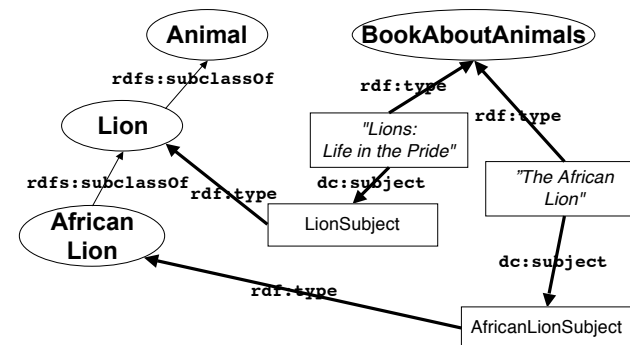 Animal
BookAboutAnimals
rdfs:subclassOf
rdf:type
rdf:type
Lion
"Lions:
Life in the Pride"
rdfs:subclassOf
rdf:type
dc:subject
”The African
Lion"
African
Lion
LionSubject
dc:subject
rdf:type
AfricanLionSubject